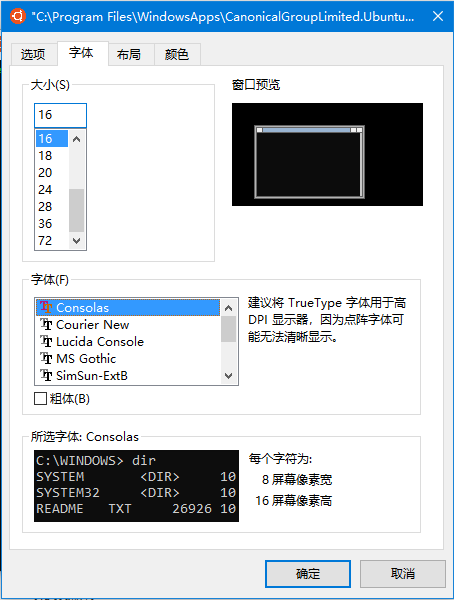 "C:\Program Files\WindowsApps\CanonicalGroupLimited.Ubuntu...
选项 字体 布局 颜色
大小(S)
16
16
18
20
24
28
36
72
窗口预览
字体(F)
Consolas
Courier New
Lucida Console
MS Gothic
SimSun-ExtB
粗体(B)
建议将 TrueType 字体用于高
DPI 显示器，因为点阵字体可
能无法清晰显示。
所选字体: Consolas
C:\WINDOWS> dir
SYSTEM <DIR> 10
SYSTEM32 <DIR> 10
README TXT 26926 10
每个字符为:
8 屏幕像素宽
16 屏幕像素高
确定 取消